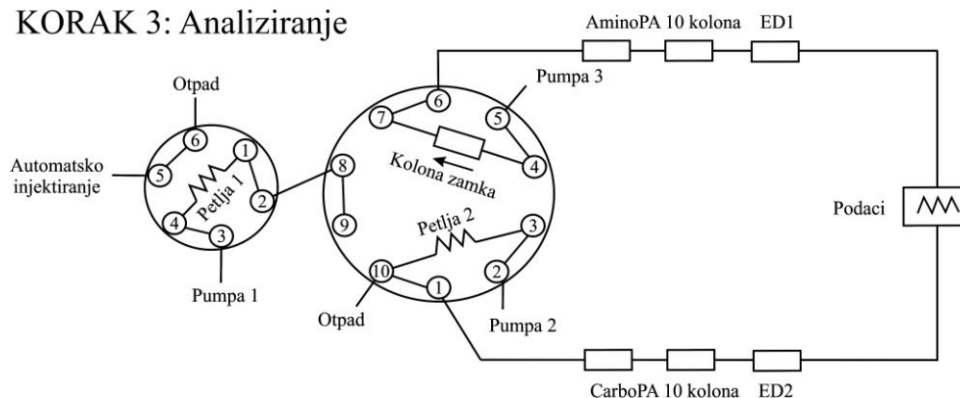 KORAK 3: Analiziranje
AminoPA 10 kolona ED1
Otpad
Pumpa 3
6
7
5
6
1
8
Kolona zamka
4
Automatsko
injektiranje
5
Petlja 1
2
Podaci
4
3
9
Petlja 2
3
10
1
2
Pumpa 1
Otpad
Pumpa 2
CarboPA 10 kolona ED2